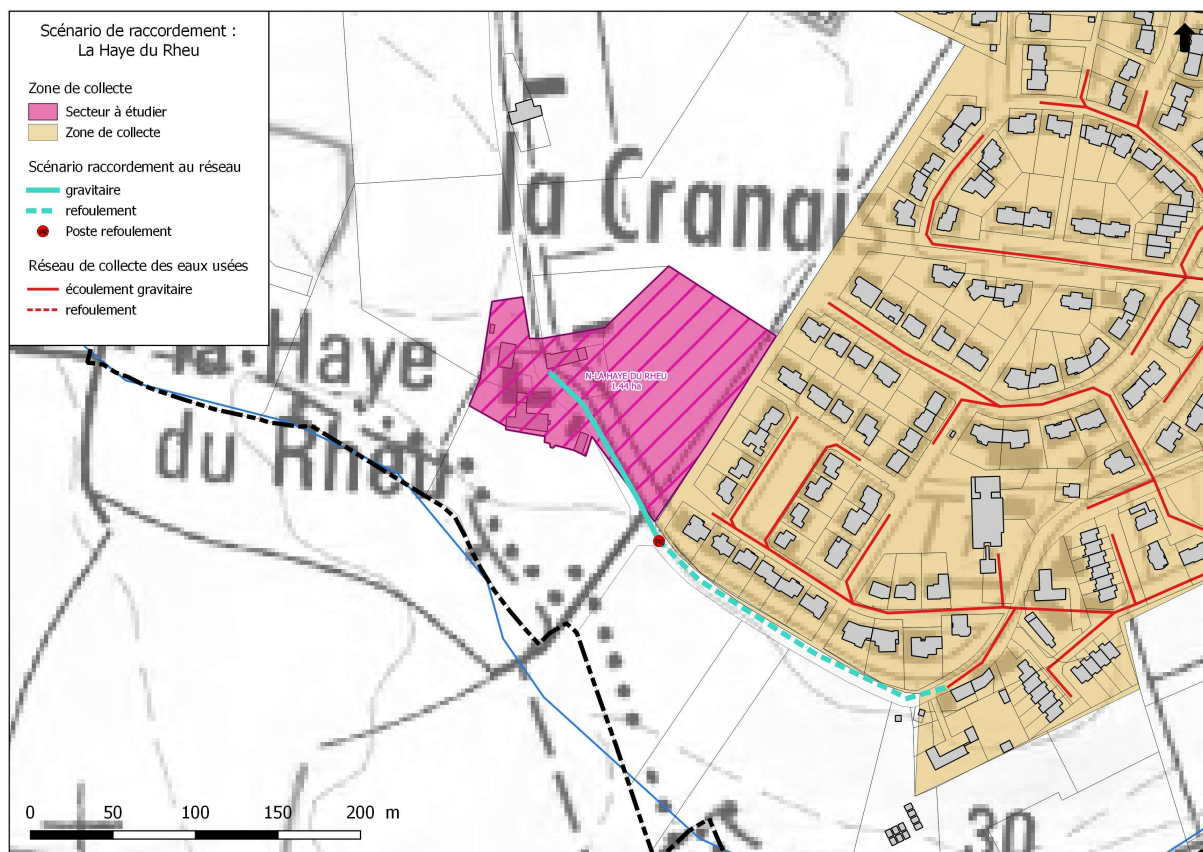 Scénario de raccordement :
La Haye du Rheu
Zone de collecte
Secteur à étudier
Zone de collecte
Scénario raccordement au réseau
gravitaire
refoulement
Poste refoulement
Réseau de collecte des eaux usées
écoulement gravitaire
refoulement
la Cranais
la Haye
du Rheu
N-LA HAYE DU RHEU
1.44 ha
0 50 100 150 200 m
30